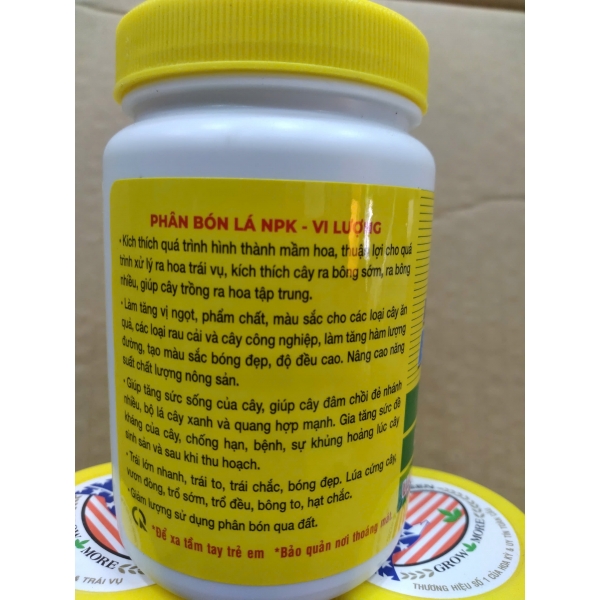 PHÂN BÓN LÁ NPK - VI LƯỢNG
• Kích thích quá trình hình thành mầm hoa, thuận lợi cho quá
trình xử lý ra hoa trái vụ, kích thích cây ra bông sớm, ra bông
nhiều, giúp cây trồng ra hoa tập trung.
• Làm tăng vị ngọt, phẩm chất, màu sắc cho các loại cây ăn
quả, các loại rau cải và cây công nghiệp, làm tăng hàm lượng
đường, tạo màu sắc bóng đẹp, độ đều cao. Nâng cao năng
suất chất lượng nông sản.
• Giúp tăng sức sống của cây, giúp cây đâm chồi đẻ nhánh
nhiều, bộ lá cây xanh và quang hợp mạnh. Gia tăng sức đề
kháng của cây, chống hạn, bệnh, sự khủng hoảng lúc cây
sinh sản và sau khi thu hoạch.
• Trái lớn nhanh, trái to, trái chắc, bóng đẹp. Lúa cứng cây,
vươn đòng, trổ sớm, trổ đều, bông to, hạt chắc.
• Giảm lượng sử dụng phân bón qua đất.
*Để xa tầm tay trẻ em *Bảo quản nơi thoáng mát
GROW MORE
TRÁI VỤ
GROW MORE
THƯƠNG HIỆU SỐ 1 CỦA HOA KỲ & UY TÍN